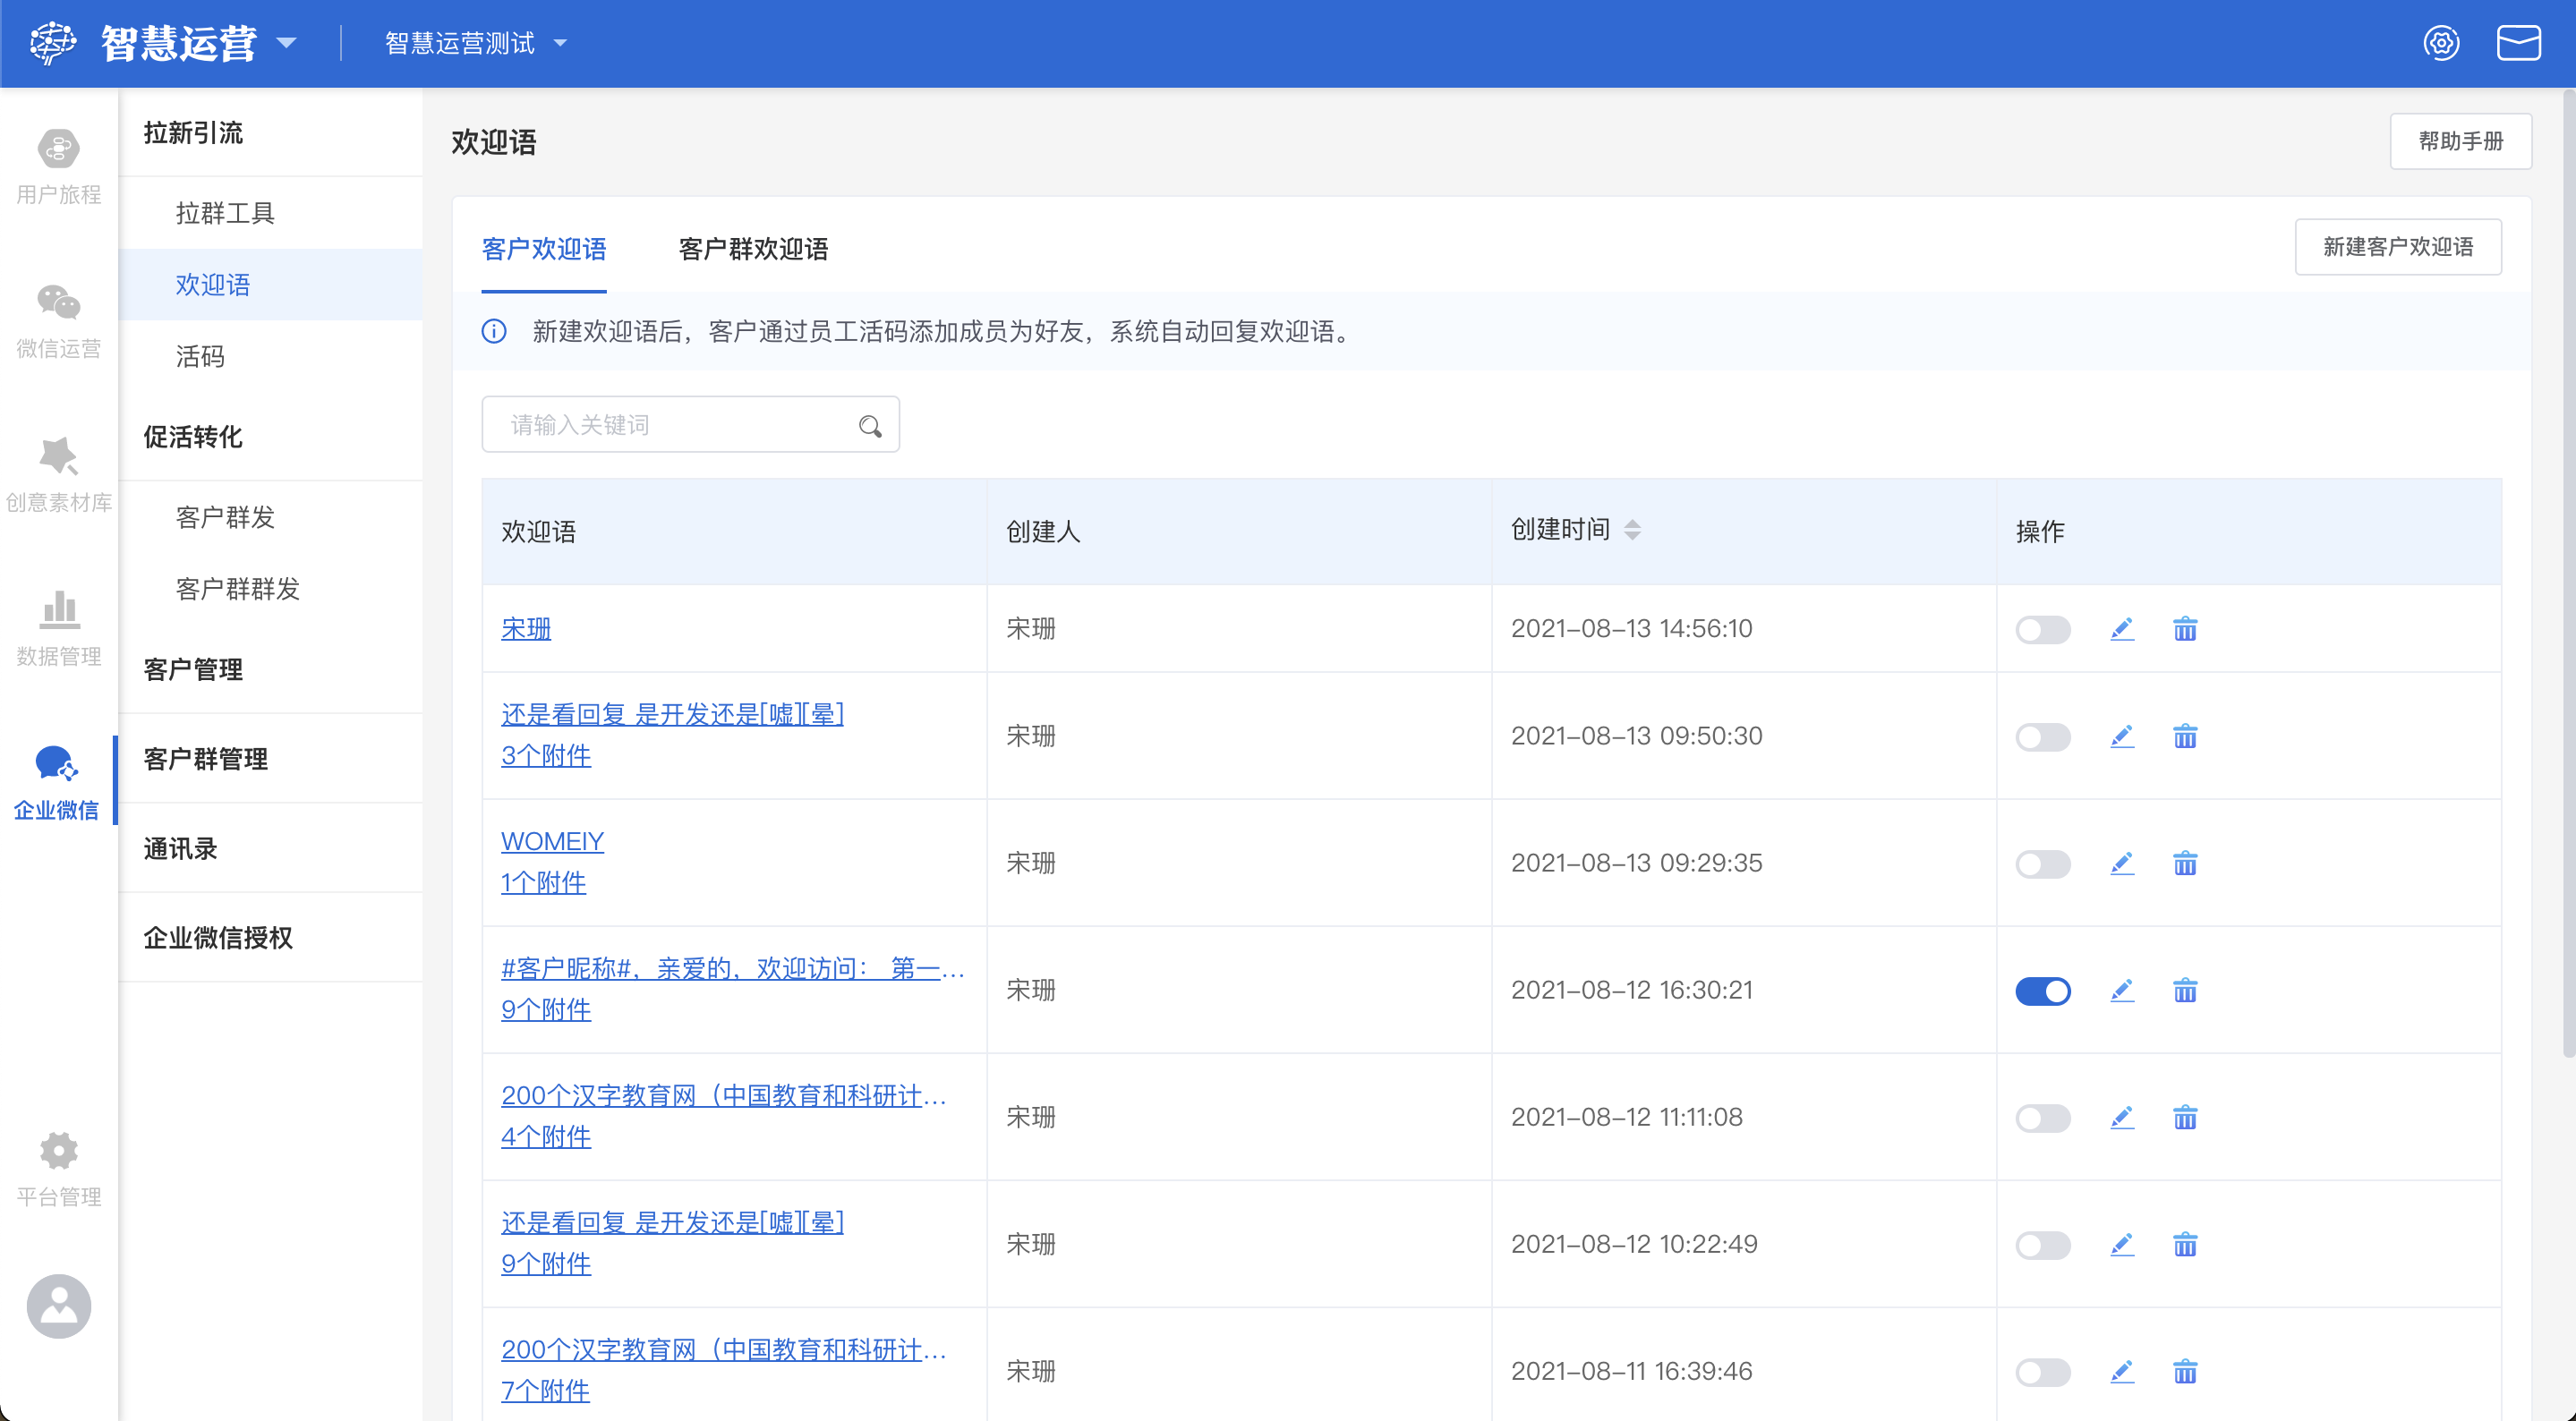 智慧运营
智慧运营测试
用户旅程
微信运营
创意素材库
数据管理
企业微信
平台管理
拉新引流
拉群工具
欢迎语
活码
促活转化
客户群发
客户群群发
客户管理
客户群管理
通讯录
企业微信授权
欢迎语
帮助手册
客户欢迎语 客户群欢迎语
新建客户欢迎语
新建欢迎语后，客户通过员工活码添加成员为好友，系统自动回复欢迎语。
请输入关键词
欢迎语 创建人 创建时间 操作
宋珊 宋珊 2021-08-13 14:56:10
还是看回复 是开发还是[嘘][晕]
3个附件
宋珊 2021-08-13 09:50:30
WOMEIY
1个附件
宋珊 2021-08-13 09:29:35
#客户昵称#，亲爱的，欢迎访问： 第一...
9个附件
宋珊 2021-08-12 16:30:21
200个汉字教育网（中国教育和科研计...
4个附件
宋珊 2021-08-12 11:11:08
还是看回复 是开发还是[嘘][晕]
9个附件
宋珊 2021-08-12 10:22:49
200个汉字教育网（中国教育和科研计...
7个附件
宋珊 2021-08-11 16:39:46